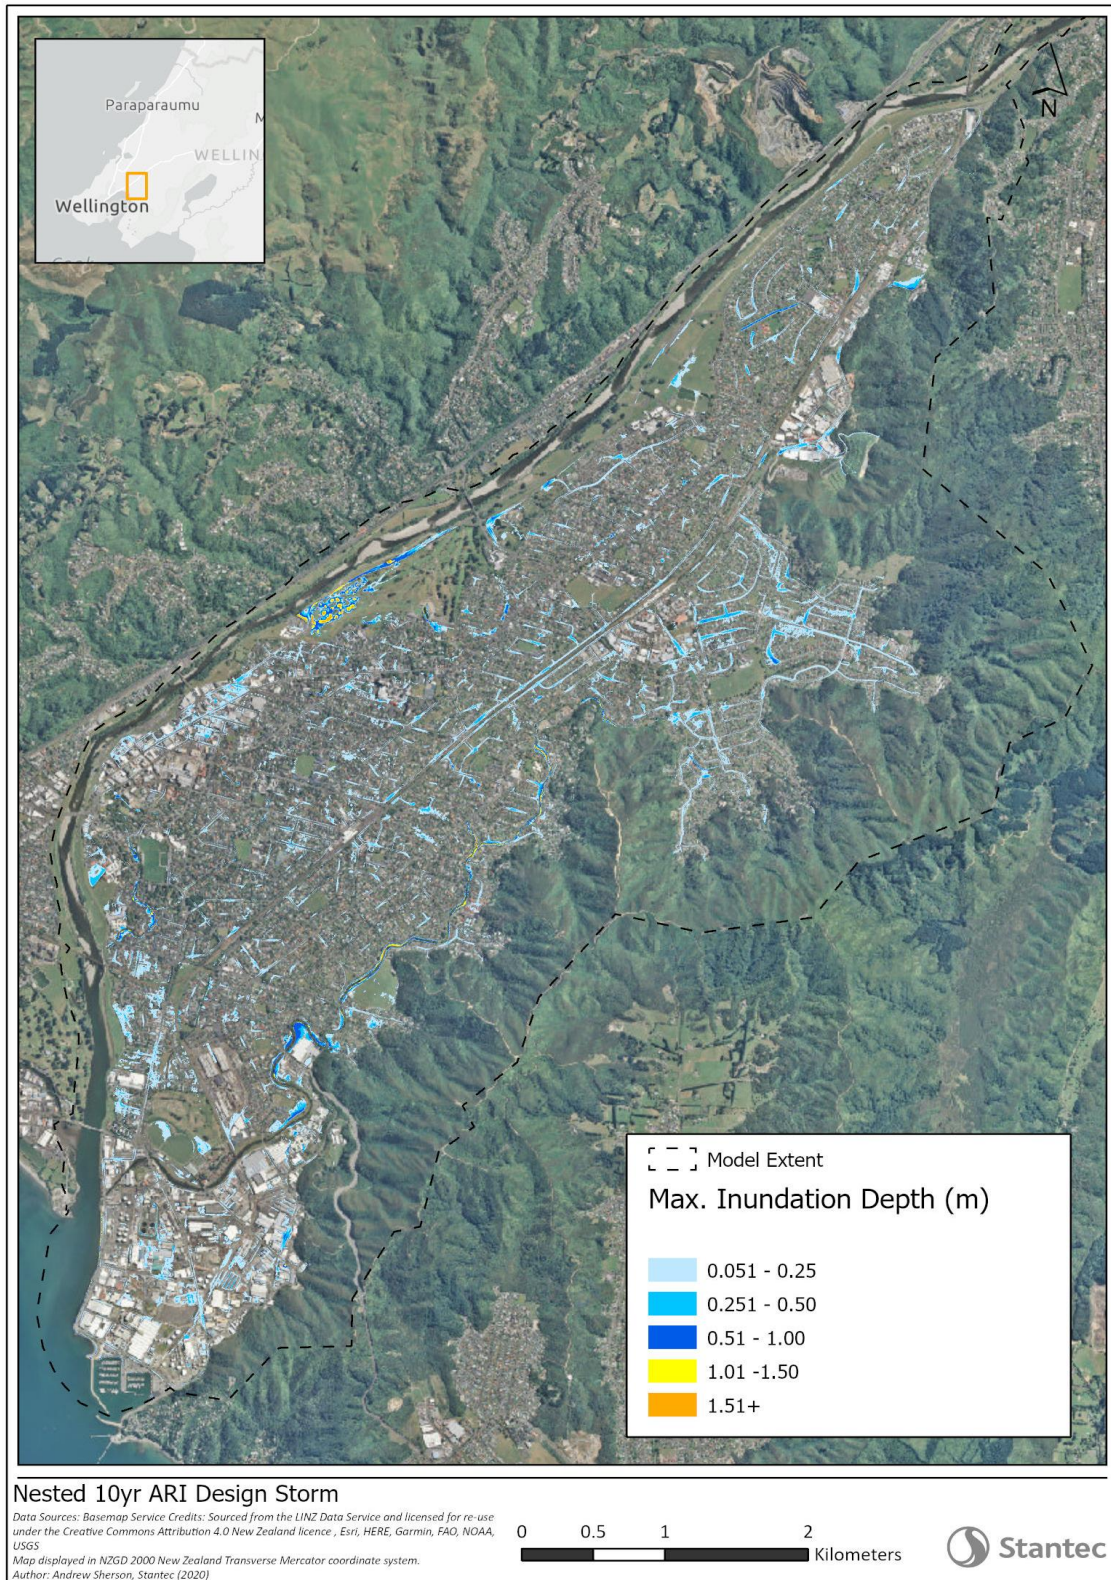 Paraparaumu
M
WELLIN
Wellington
N
Model Extent
Max. Inundation Depth (m)
0.051 - 0.25
0.251 - 0.50
0.51 - 1.00
1.01 -1.50
1.51+
Nested 10yr ARI Design Storm
Data Sources: Basemap Service Credits: Sourced from the LINZ Data Service and licensed for re-use
under the Creative Commons Attribution 4.0 New Zealand licence , Esri, HERE, Garmin, FAO, NOAA,
USGS
Map displayed in NZGD 2000 New Zealand Transverse Mercator coordinate system.
Author: Andrew Sherson, Stantec (2020)
0 0.5 1 2
Kilometers
Stantec